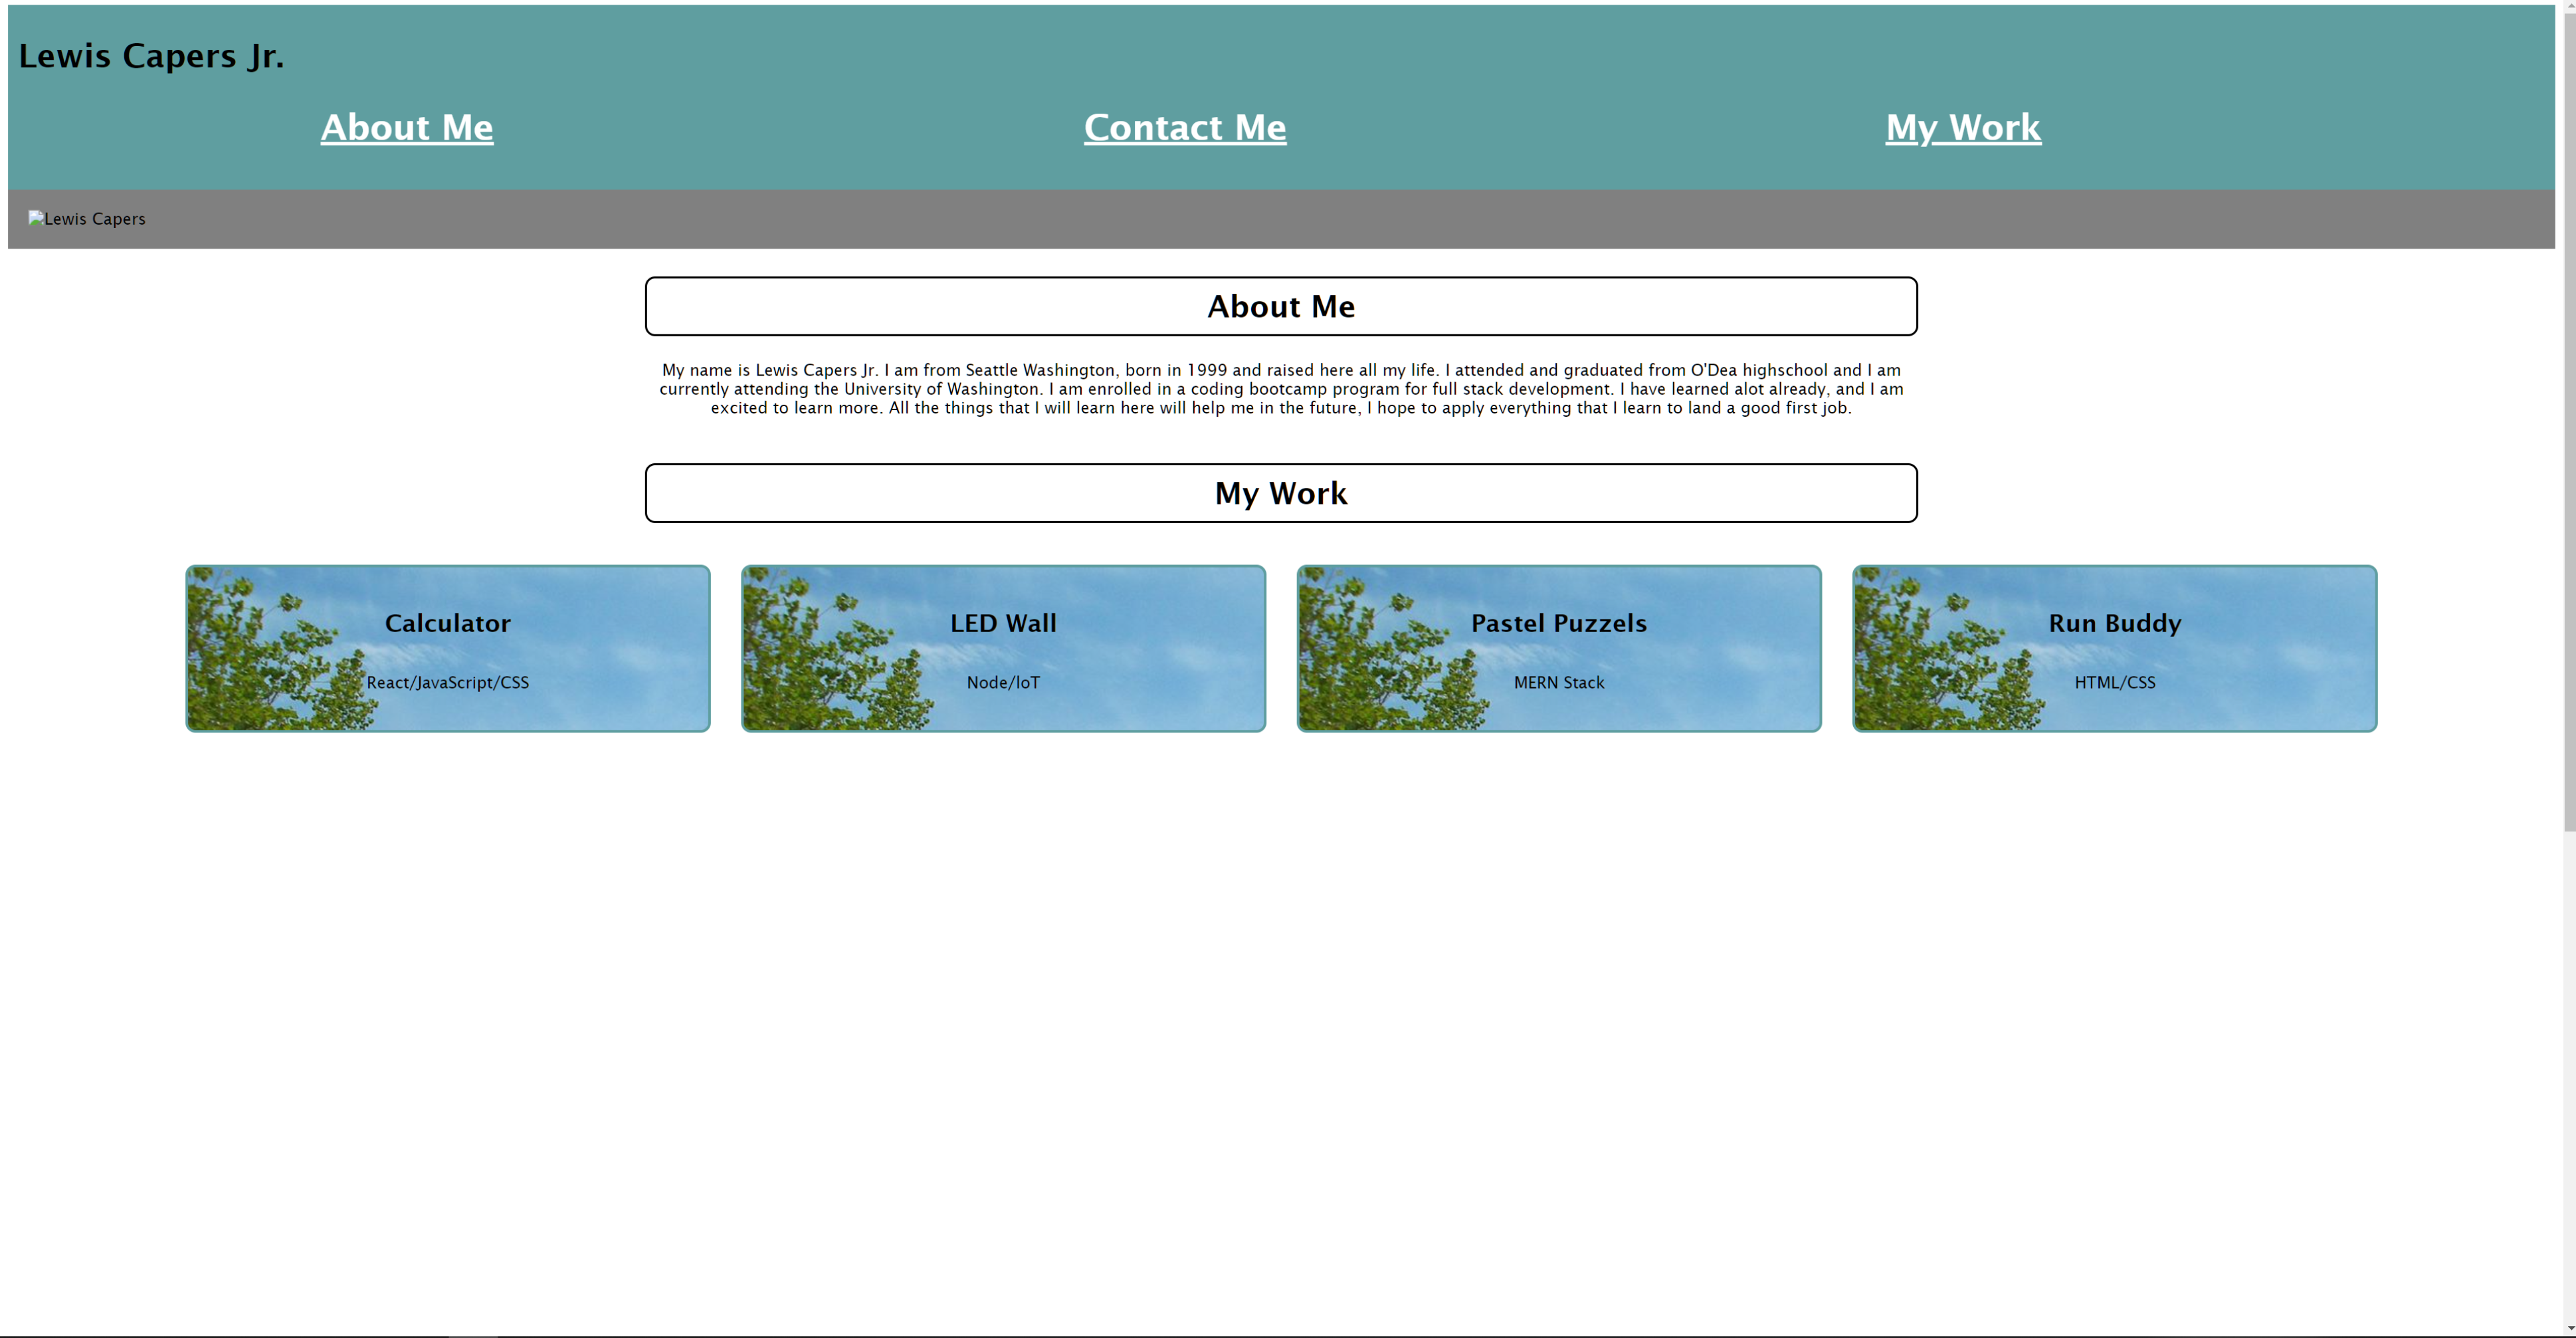 Lewis Capers Jr.
About Me Contact Me My Work
Lewis Capers
About Me
My name is Lewis Capers Jr. I am from Seattle Washington, born in 1999 and raised here all my life. I attended and graduated from O'Dea highschool and I am
currently attending the University of Washington. I am enrolled in a coding bootcamp program for full stack development. I have learned alot already, and I am
excited to learn more. All the things that I will learn here will help me in the future, I hope to apply everything that I learn to land a good first job.
My Work
Calculator
React/JavaScript/CSS
LED Wall
Node/IoT
Pastel Puzzels
MERN Stack
Run Buddy
HTML/CSS